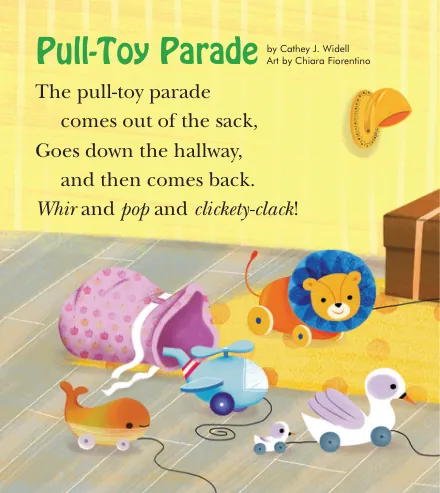 Pull-Toy Parade
by Cathey J. Widell
Art by Chiara Fiorentino
The pull-toy parade
comes out of the sack,
Goes down the hallway,
and then comes back.
Whir and pop and clickety-clack!